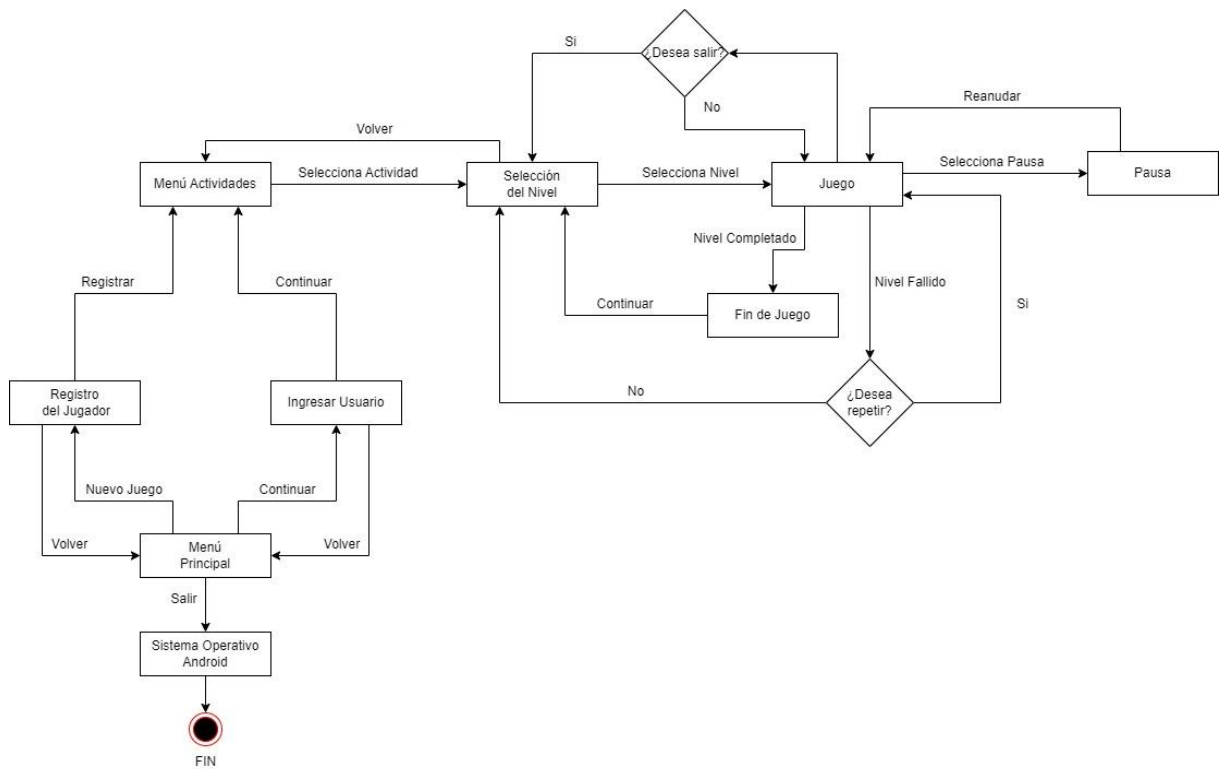 ¿Desea salir?
Si
No
Reanudar
Volver
Menú Actividades
Selecciona Actividad
Selección
del Nivel
Selecciona Nivel
Juego
Selecciona Pausa
Pausa
Nivel Completado
Registrar
Continuar
Continuar
Fin de Juego
Nivel Fallido
Si
Registro
del Jugador
Ingresar Usuario
No
¿Desea
repetir?
Nuevo Juego
Continuar
Volver
Menú
Principal
Volver
Salir
Sistema Operativo
Android
FIN